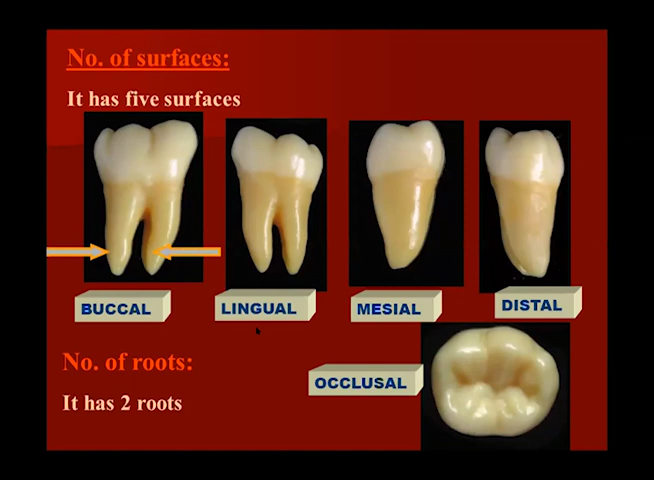 No. of surfaces:
It has five surfaces
BUCCAL
LINGUAL
MESIAL
DISTAL
OCCLUSAL
No. of roots:
It has 2 roots